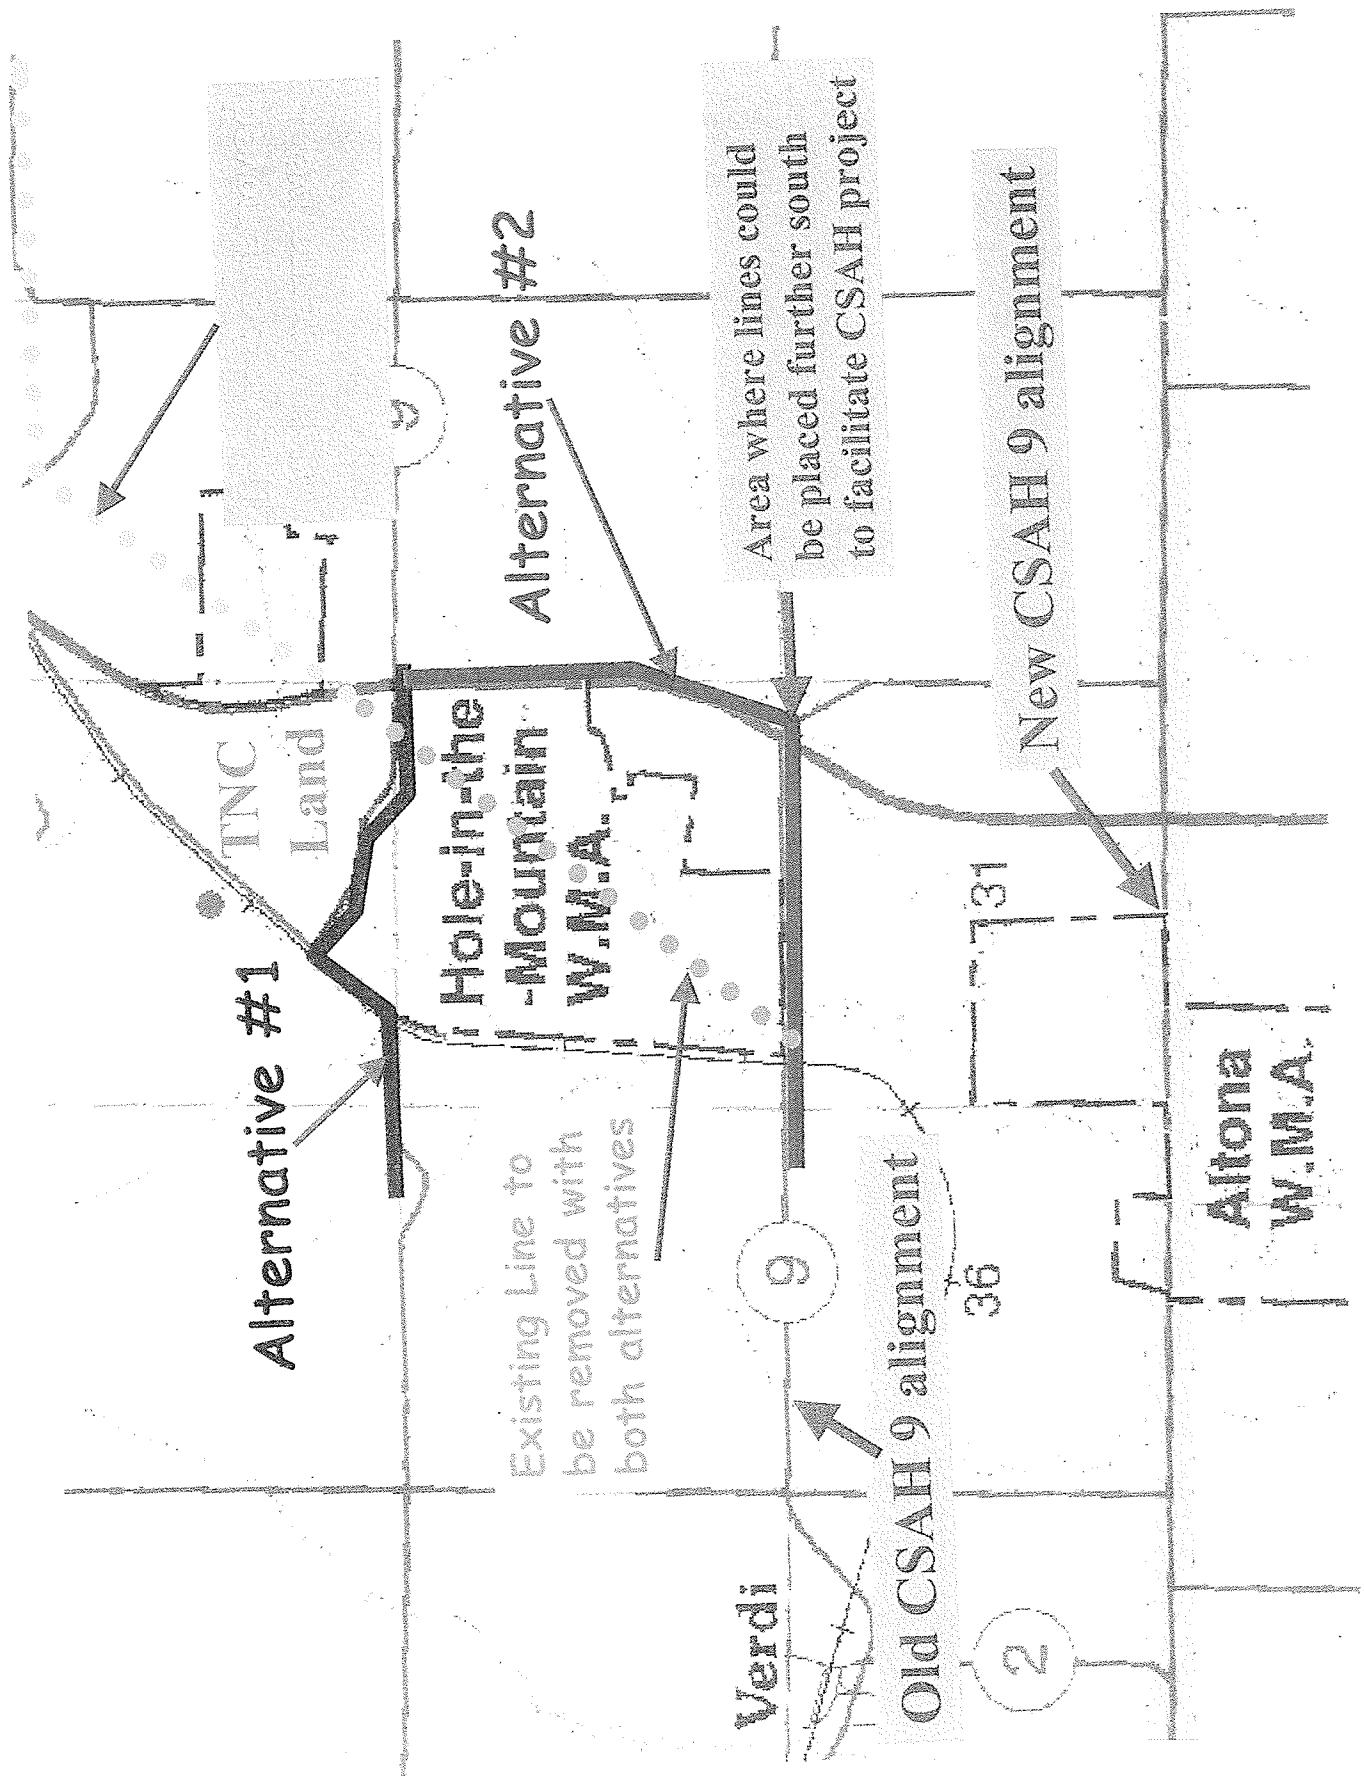 Alternative #1
TNC
Land
Alternative #2
Hole-in-the
-Mountain
W.M.A.
Existing Line to
be removed with
both alternatives
Area where lines could
be placed further south
to facilitate CSAH project
Verdi
9
Old CSAH 9 alignment
36
31
New CSAH 9 alignment
2
Altona
W.M.A.